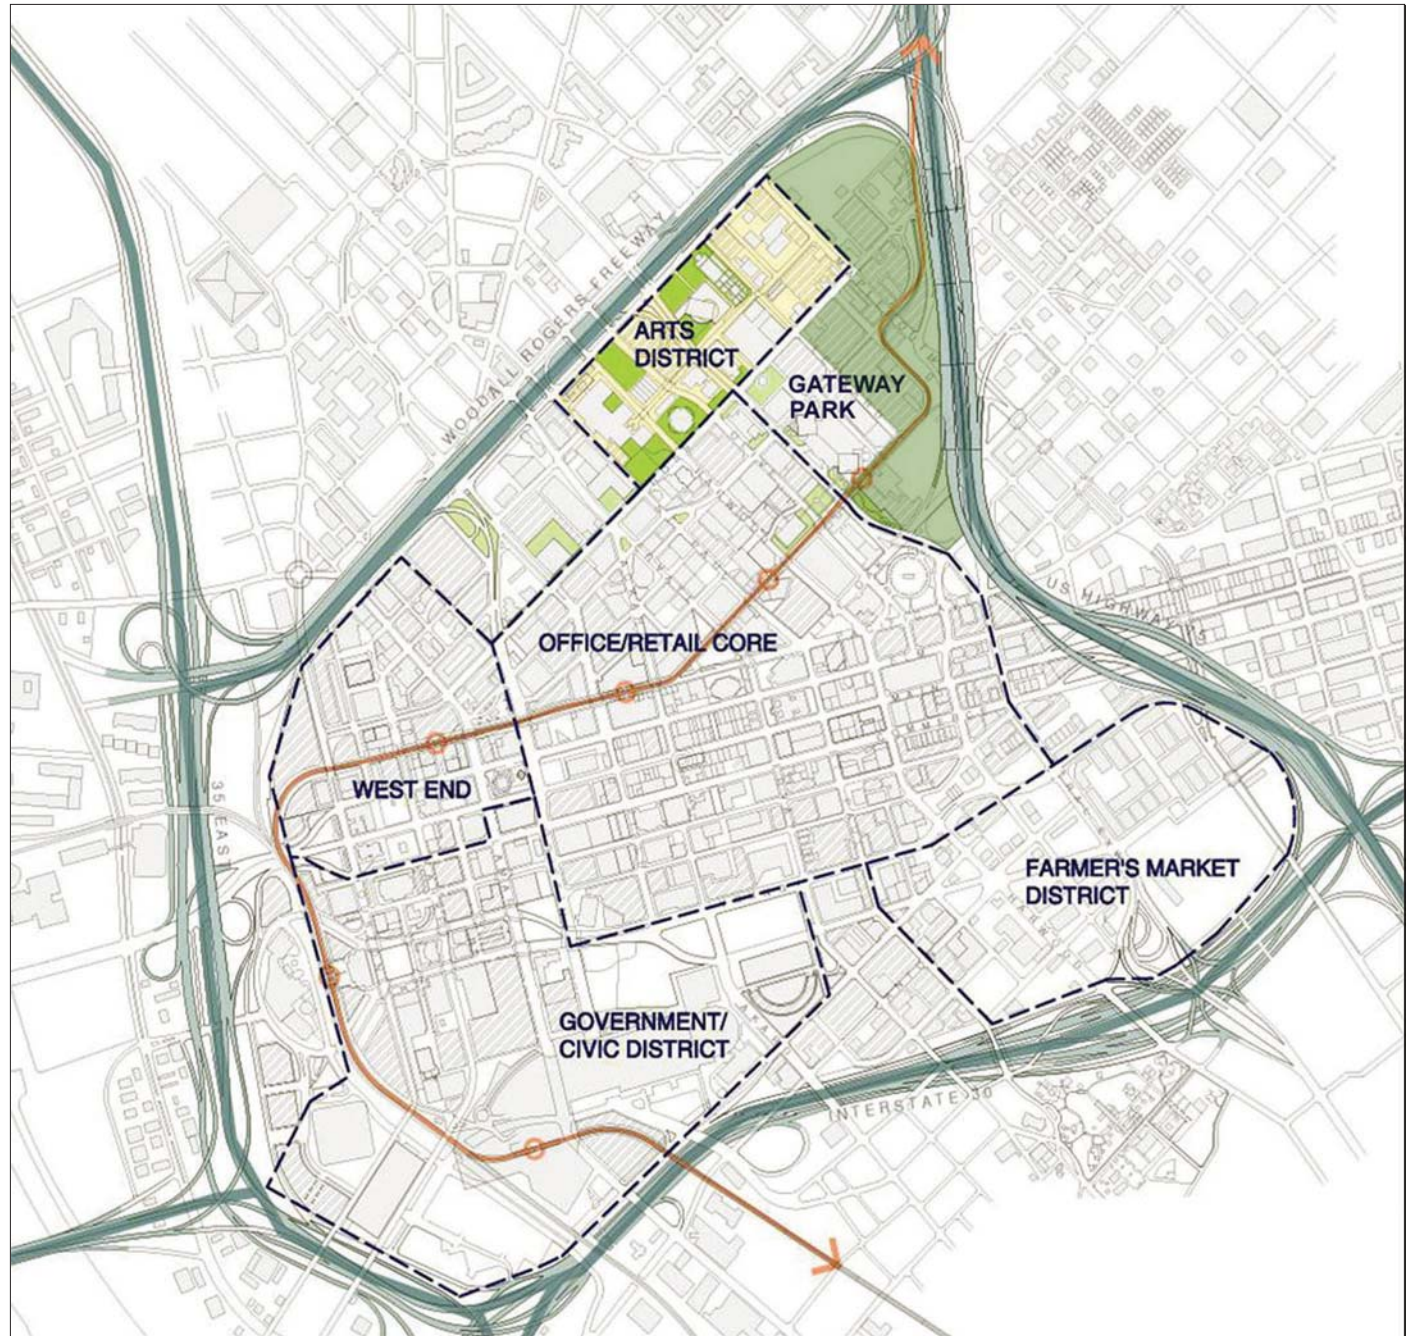 WOODALL ROGERS FREEWAY
ARTS
DISTRICT
GATEWAY
PARK
US HIGHWAY 75
OFFICE/RETAIL CORE
WEST END
35 EAST
FARMER'S MARKET
DISTRICT
GOVERNMENT/
CIVIC DISTRICT
INTERSTATE 30